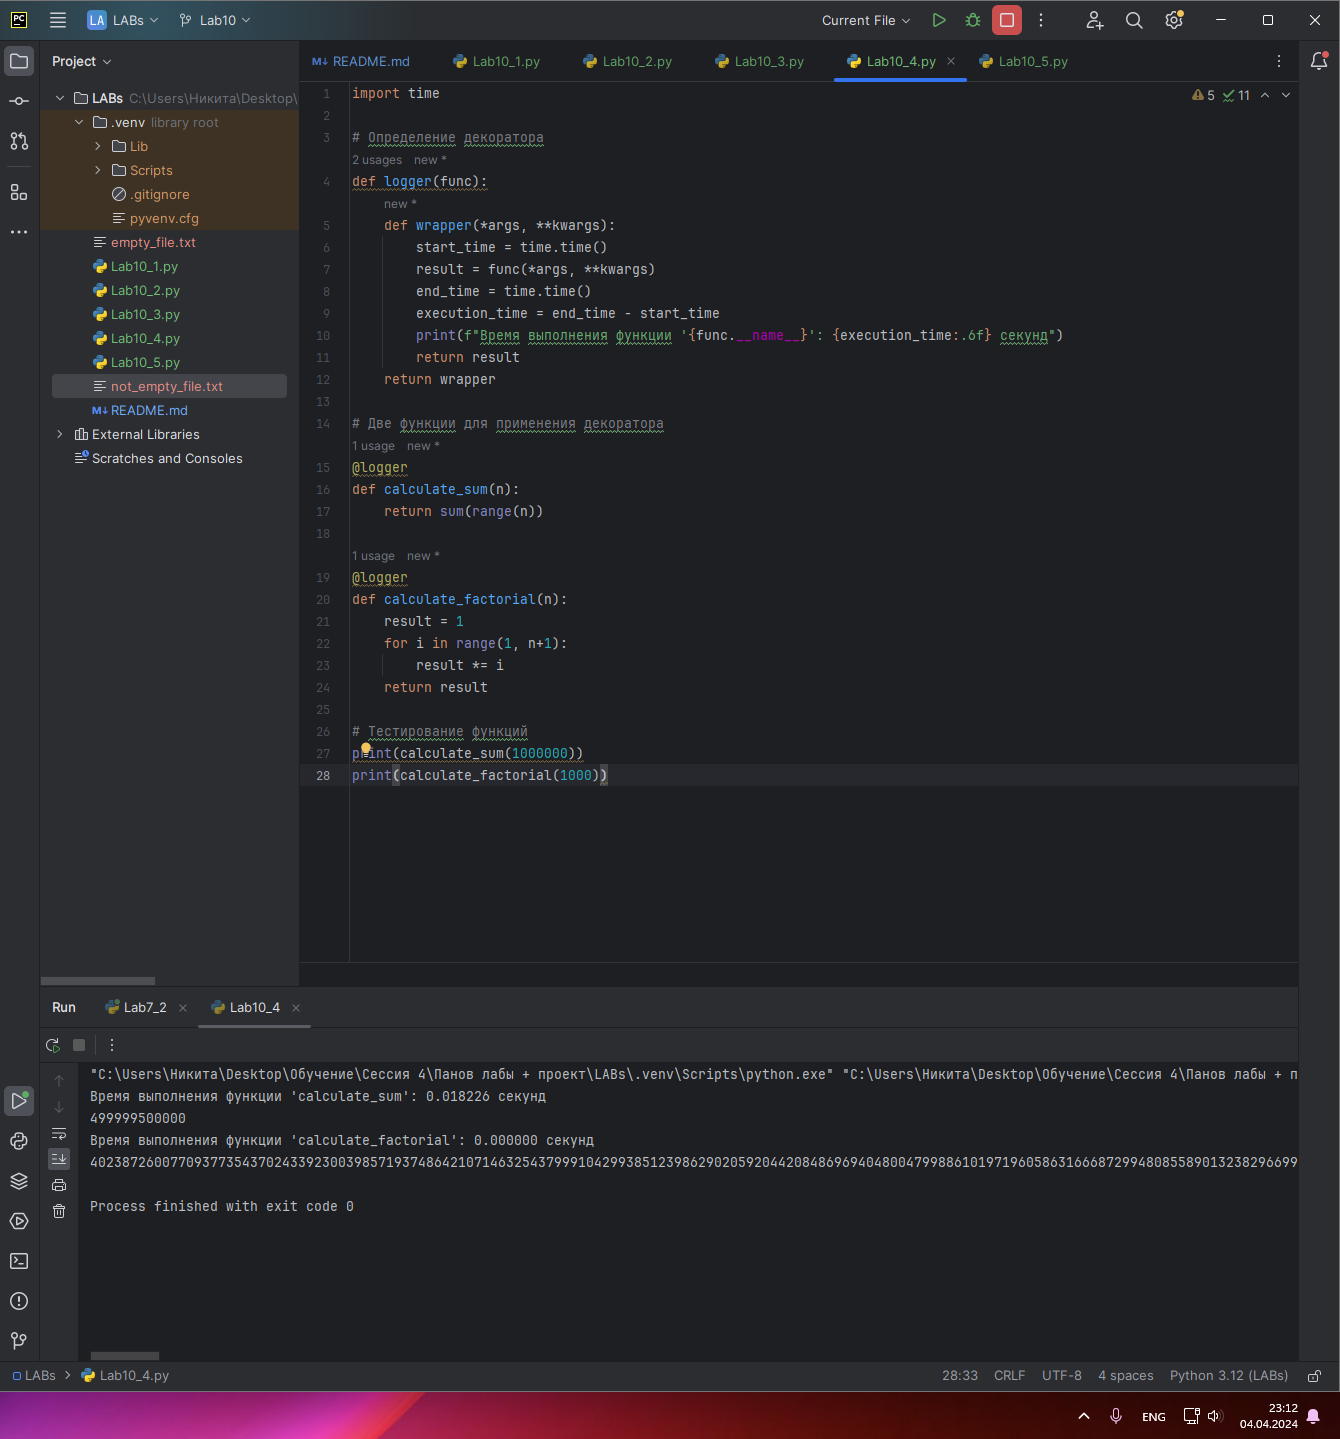 PC LA LABs Lab10 Current File
Project
README.md Lab10_1.py Lab10_2.py Lab10_3.py Lab10_4.py Lab10_5.py
LABs C:\Users\Никита\Desktop\
.venv library root
Lib
Scripts
.gitignore
pyvenv.cfg
empty_file.txt
Lab10_1.py
Lab10_2.py
Lab10_3.py
Lab10_4.py
Lab10_5.py
not_empty_file.txt
README.md
External Libraries
Scratches and Consoles
5 11
1 import time
2
3 # Определение декоратора
2 usages new *
4 def logger(func):
new *
5 def wrapper(*args, **kwargs):
6 start_time = time.time()
7 result = func(*args, **kwargs)
8 end_time = time.time()
9 execution_time = end_time - start_time
10 print(f"Время выполнения функции '{func.__name__}': {execution_time:.6f} секунд")
11 return result
12 return wrapper
13
14 # Две функции для применения декоратора
1 usage new *
15 @logger
16 def calculate_sum(n):
17 return sum(range(n))
18
1 usage new *
19 @logger
20 def calculate_factorial(n):
21 result = 1
22 for i in range(1, n+1):
23 result *= i
24 return result
25
26 # Тестирование функций
27 print(calculate_sum(1000000))
28 print(calculate_factorial(1000))
Run Lab7_2 Lab10_4
"C:\Users\Никита\Desktop\Обучение\Сессия 4\Панов лабы + проект\LABs\.venv\Scripts\python.exe" "C:\Users\Никита\Desktop\Обучение\Сессия 4\Панов лабы + п
Время выполнения функции 'calculate_sum': 0.018226 секунд
499999500000
Время выполнения функции 'calculate_factorial': 0.000000 секунд
402387260077093773543702433923003985719374864210714632543799910429938512398629020592044208486969404800479988610197196058631666872994808558901323829669
Process finished with exit code 0
LABs Lab10_4.py 28:33 CRLF UTF-8 4 spaces Python 3.12 (LABs)
ENG 23:12
04.04.2024